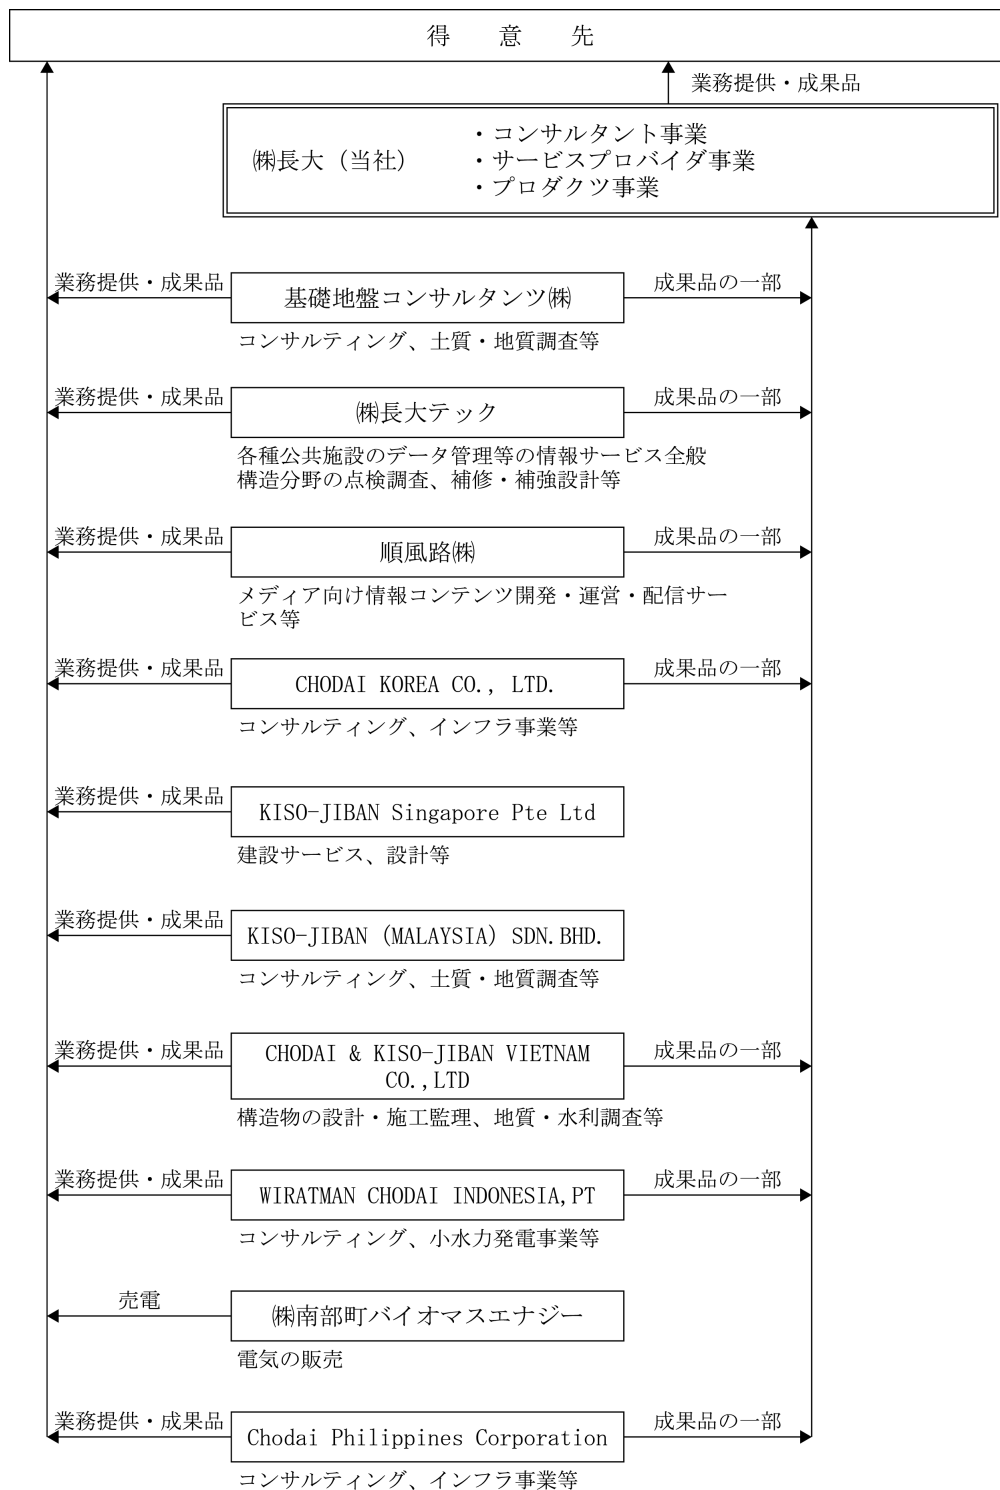 得　意　先
業務提供・成果品
㈱長大（当社）
・コンサルタント事業
・サービスプロバイダ事業
・プロダクツ事業
業務提供・成果品
基礎地盤コンサルタンツ㈱
成果品の一部
コンサルティング、土質・地質調査等
業務提供・成果品
㈱長大テック
成果品の一部
各種公共施設のデータ管理等の情報サービス全般
構造分野の点検調査、補修・補強設計等
業務提供・成果品
順風路㈱
成果品の一部
メディア向け情報コンテンツ開発・運営・配信サー
ビス等
業務提供・成果品
CHODAI KOREA CO., LTD.
成果品の一部
コンサルティング、インフラ事業等
業務提供・成果品
KISO-JIBAN Singapore Pte Ltd
建設サービス、設計等
業務提供・成果品
KISO-JIBAN (MALAYSIA) SDN.BHD.
コンサルティング、土質・地質調査等
業務提供・成果品
CHODAI & KISO-JIBAN VIETNAM
CO.,LTD
成果品の一部
構造物の設計・施工監理、地質・水利調査等
業務提供・成果品
WIRATMAN CHODAI INDONESIA,PT
成果品の一部
コンサルティング、小水力発電事業等
売電
㈱南部町バイオマスエナジー
電気の販売
業務提供・成果品
Chodai Philippines Corporation
成果品の一部
コンサルティング、インフラ事業等